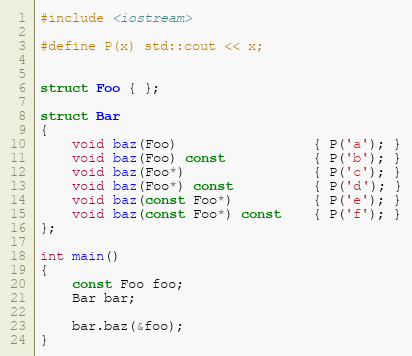 1 #include <iostream>
2
3 #define P(x) std::cout << x;
4
5
6 struct Foo { };
7
8 struct Bar
9 {
10     void baz(Foo)                  { P('a'); }
11     void baz(Foo) const            { P('b'); }
12     void baz(Foo*)                 { P('c'); }
13     void baz(Foo*) const           { P('d'); }
14     void baz(const Foo*)           { P('e'); }
15     void baz(const Foo*) const     { P('f'); }
16 };
17
18 int main()
19 {
20     const Foo foo;
21     Bar bar;
22
23     bar.baz(&foo);
24 }